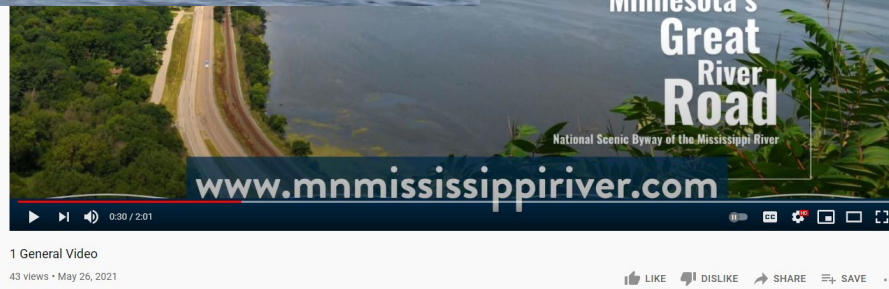 Minnesota's
Great
River
Road
National Scenic Byway of the Mississippi River
www.mnmississippiriver.com
0:30 / 2:01
CC
HD
1 General Video
43 views • May 26, 2021
LIKE DISLIKE SHARE SAVE